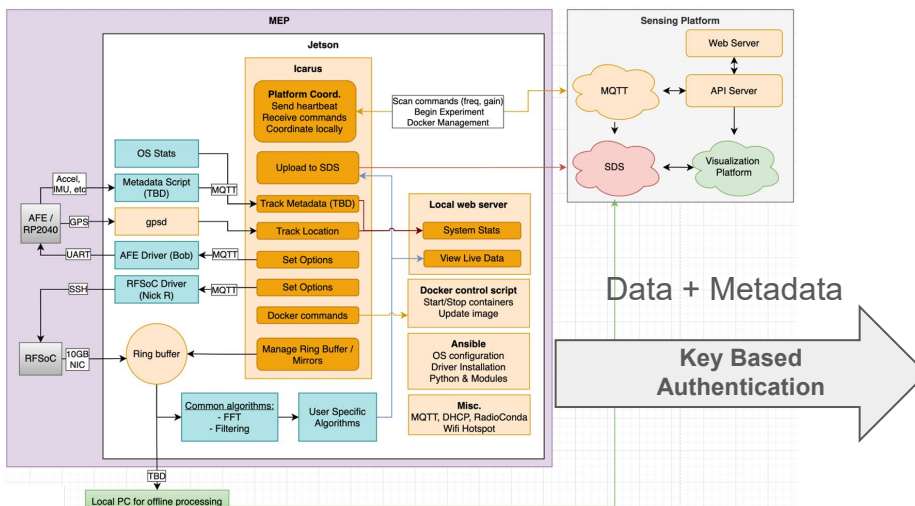 MEP
Jetson
Icarus
Platform Coord.
Send heartbeat
Receive commands
Coordinate locally
Upload to SDS
Track Metadata (TBD)
Track Location
Set Options
Set Options
Docker commands
Manage Ring Buffer /
Mirrors
OS Stats
Metadata Script
(TBD)
gpsd
AFE Driver (Bob)
RFSoC Driver
(Nick R)
Accel,
IMU, etc
MQTT
GPS
UART
MQTT
SSH
MQTT
AFE /
RP2040
RFSoC
10GB
NIC
Ring buffer
Common algorithms:
- FFT
- Filtering
User Specific
Algorithms
TBD
Local PC for offline processing
Local web server
System Stats
View Live Data
Docker control script
Start/Stop containers
Update image
Ansible
OS configuration
Driver Installation
Python & Modules
Misc.
MQTT, DHCP, RadioConda
Wifi Hotspot
Scan commands (freq, gain)
Begin Experiment
Docker Management
Sensing Platform
Web Server
MQTT
API Server
SDS
Visualization
Platform
Data + Metadata
Key Based
Authentication